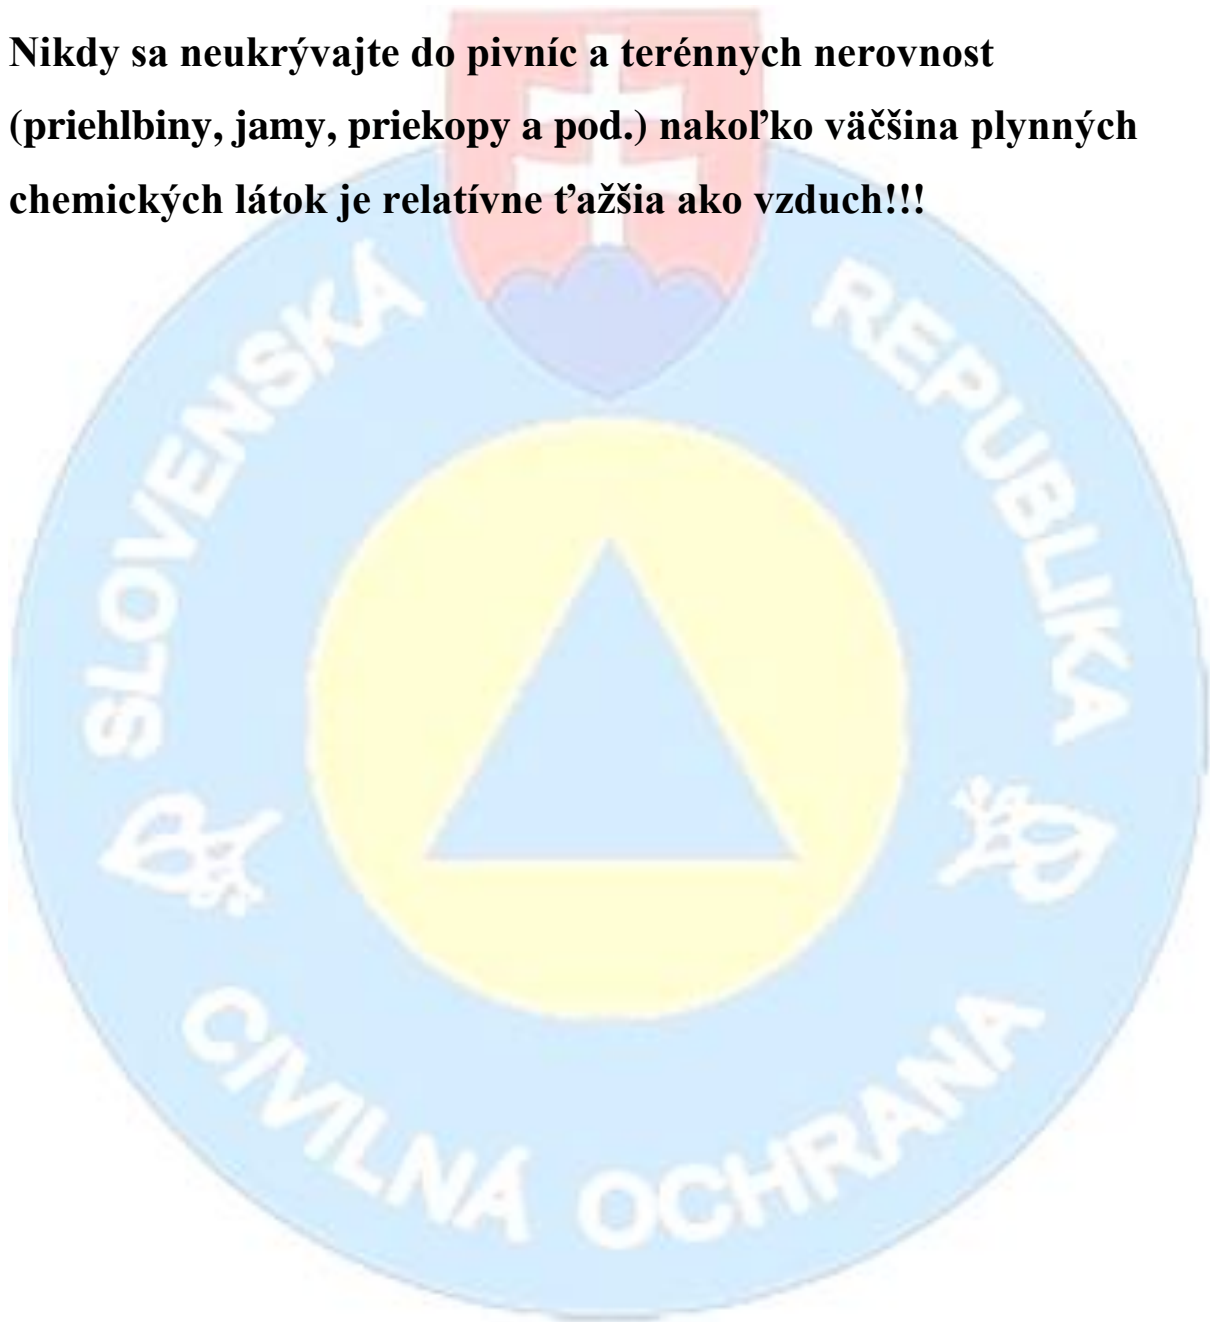 Nikdy sa neukrývajte do pivníc a terénnych nerovnost
(priehlbiny, jamy, priekopy a pod.) nakoľko väčšina plynných
chemických látok je relatívne ťažšia ako vzduch!!!
SLOVENSKÁ REPUBLIKA
CIVILNÁ OCHRANA